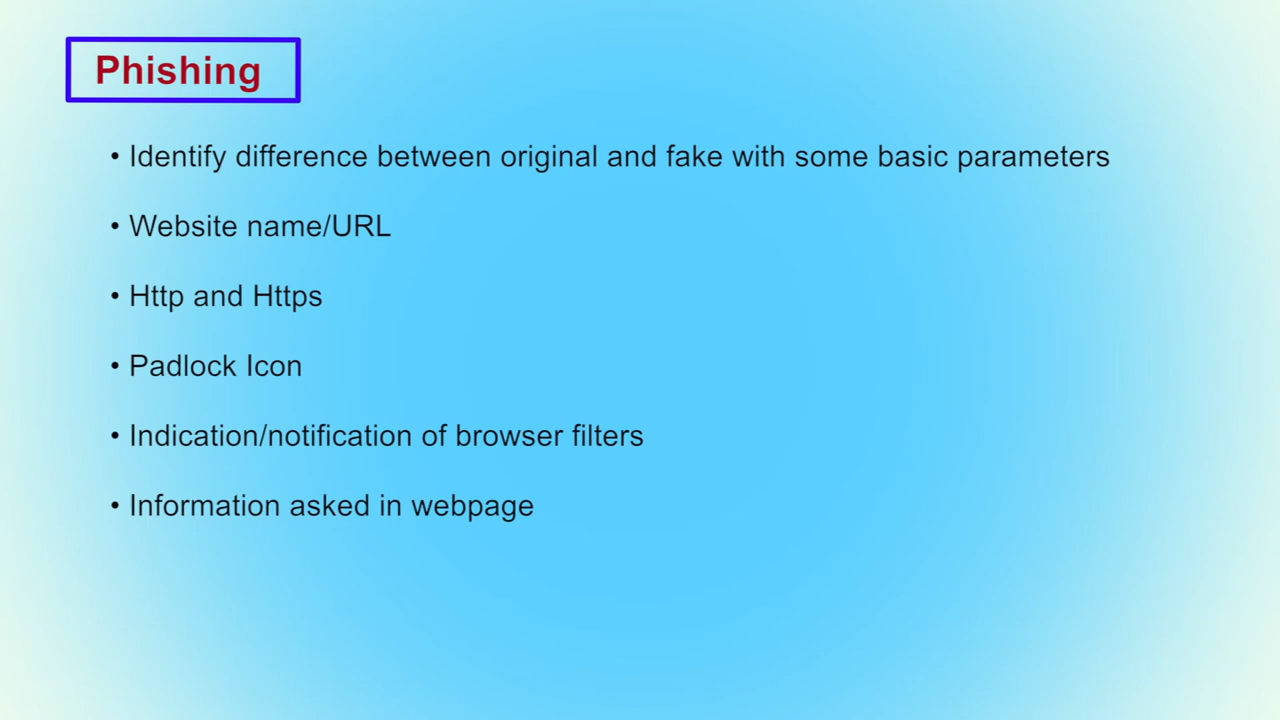 Phishing
• Identify difference between original and fake with some basic parameters
• Website name/URL
• Http and Https
• Padlock Icon
• Indication/notification of browser filters
• Information asked in webpage